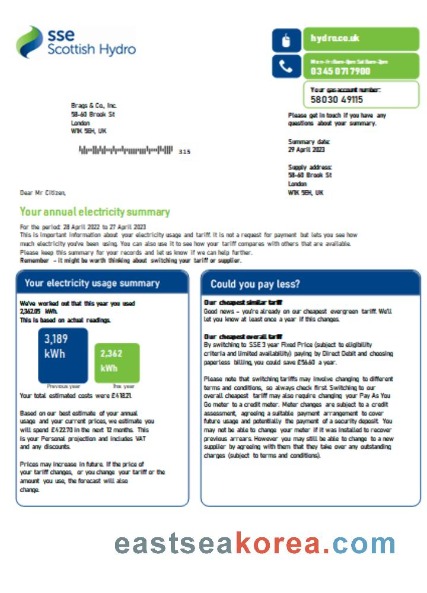 sse
Scottish Hydro
hydro.co.uk
Mon-Fri 8am-8pm Sat 8am-2pm
0345 071 7900
Your gas account number:
58030 49115
Brags & Co, Inc.
58-60 Brook St
London
W1K 5EH, UK
315
Please get in touch if you have any
questions about your summary.
Summary date:
29 April 2023
Supply address:
58-60 Brook St
London
W1K 5EH, UK
Dear Mr Citizen,
Your annual electricity summary
For the period: 28 April 2022 to 27 April 2023
This is important information about your electricity usage and tariff. It is not a request for payment but lets you see how
much electricity you've been using. You can also use it to see how your tariff compares with others that are available.
Please keep this summary for your records and let us know if we can help farther.
Remember - it might be worth thinking about switching your tariff or supplier.
Your electricity usage summary
We've worked out that this year you used
2,362.05 kWh.
This is based on actual readings.
3,189
kWh
2,362
kWh
Previous year
This year
Your total estimated costs were £418.21.
Based on our best estimate of your annual
usage and your current prices, we estimate you
will spend £422.70 in the next 12 months. This
is your Personal projection and includes VAT
and any discounts.
Prices may increase in future. If the price of
your tariff changes, or you change your tariff or the
amount you use, the forecast will also
change.
Could you pay less?
Our cheapest similar tariff
Good news - you're already on our cheapest evergreen tariff. We'll
let you know at least once a year if this changes.
Our cheapest overall tariff
By switching to SSE 3 year Fixed Price (subject to eligibility
criteria and limited availability) paying by Direct Debit and choosing
paperless billing, you could save £56.60 a year.
Please note that switching tariffs may involve changing to different
terms and conditions, so always check first. Switching to our
overall cheapest tariff may also require changing your Pay As You
Go meter to a credit meter. Meter changes are subject to a credit
assessment, agreeing a suitable payment arrangement to cover
future usage and potentially the payment of a security deposit. You
may not be able to change your meter if it was installed to recover
previous arrears. However you may still be able to change to a new
supplier by agreeing with them that they take over any outstanding
charges (subject to terms and conditions).
eastseakorea.com